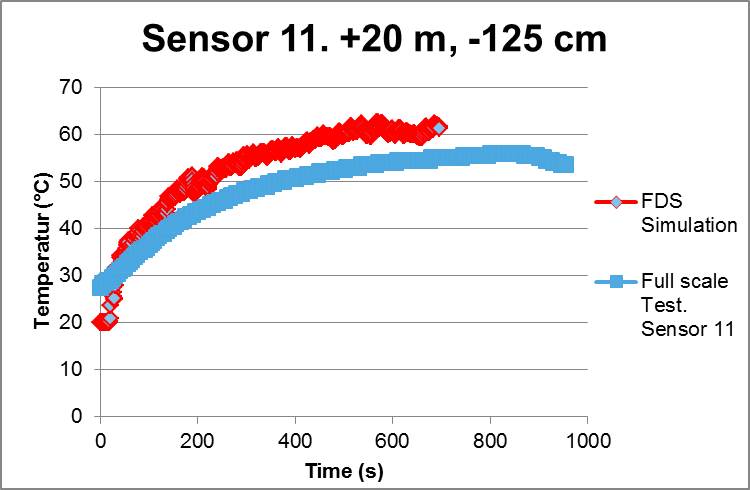 Sensor 11. +20 m, -125 cm
70
60
50
40
30
20
10
0
Temperatur (°C)
0 200 400 600 800 1000
Time (s)
FDS
Simulation
Full scale
Test.
Sensor 11